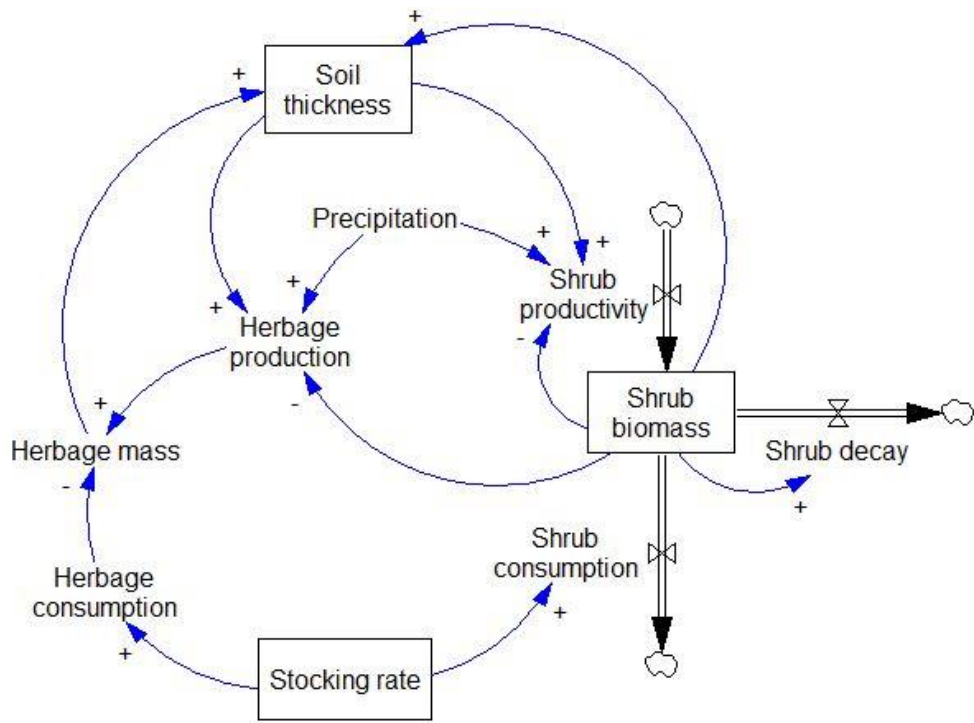 +
+
Soil
thickness
Precipitation
+
+
+
Shrub
productivity
+
Herbage
production
-
-
Shrub
biomass
+
Herbage mass
-
Shrub decay
+
Shrub
consumption
+
Herbage
consumption
+
Stocking rate